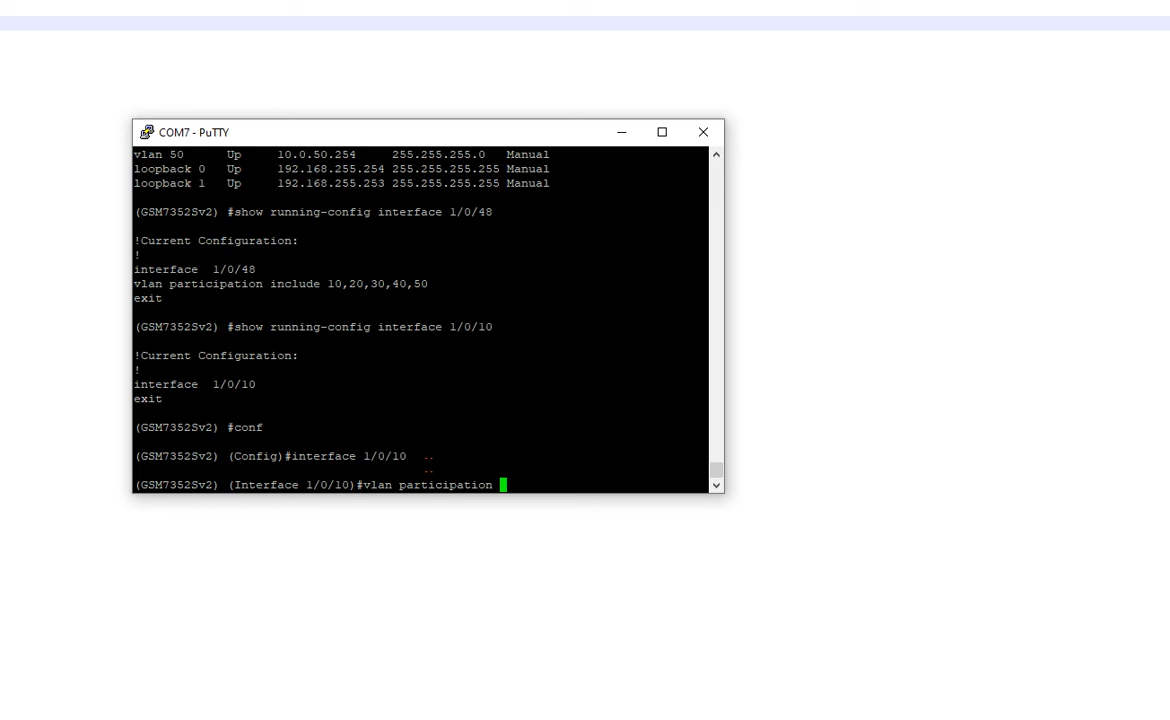 COM7 - PuTTY
vlan 50 Up 10.0.50.254 255.255.255.0 Manual
loopback 0 Up 192.168.255.254 255.255.255.255 Manual
loopback 1 Up 192.168.255.253 255.255.255.255 Manual
(GSM7352Sv2) #show running-config interface 1/0/48
!Current Configuration:
!
interface 1/0/48
vlan participation include 10,20,30,40,50
exit
(GSM7352Sv2) #show running-config interface 1/0/10
!Current Configuration:
!
interface 1/0/10
exit
(GSM7352Sv2) #conf
(GSM7352Sv2) (Config)#interface 1/0/10
(GSM7352Sv2) (Interface 1/0/10)#vlan participation